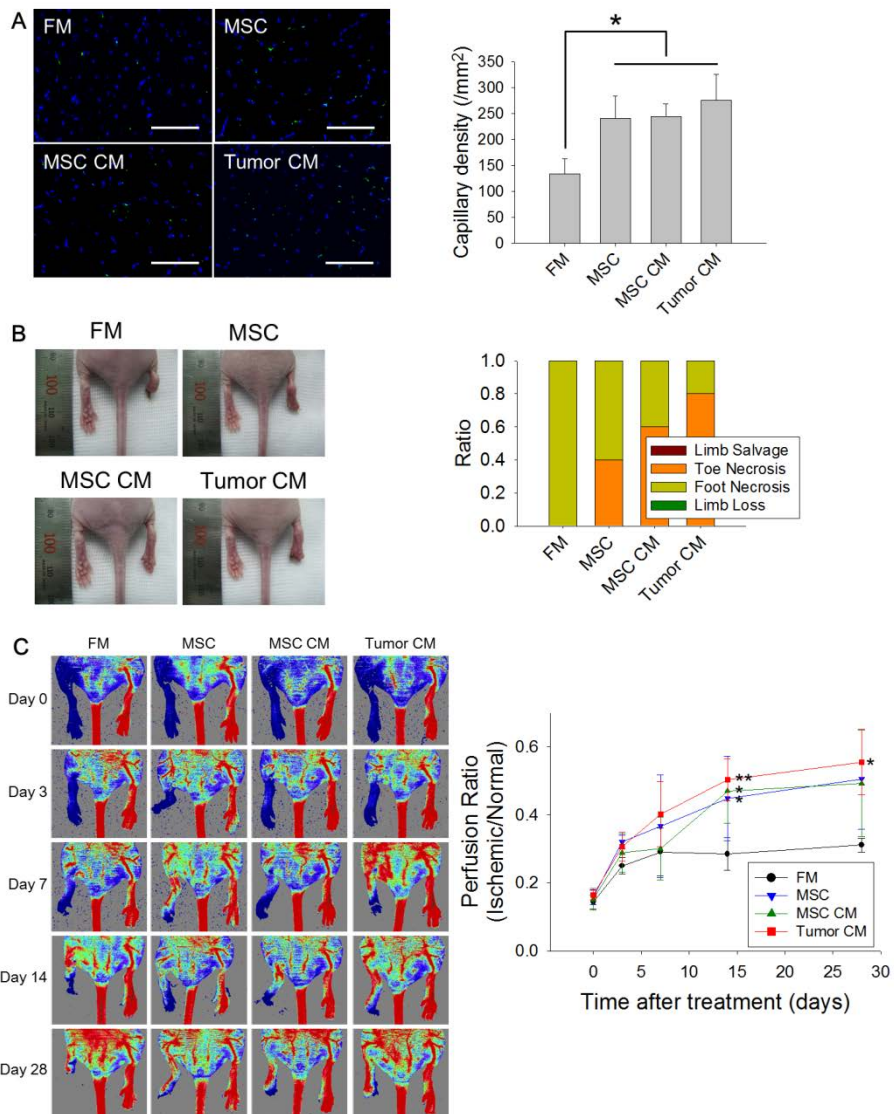 A
FM
MSC
MSC CM
Tumor CM
*
Capillary density (/mm2)
350
300
250
200
150
100
50
0
FM
MSC
MSC CM
Tumor CM
B
FM
MSC
100
100
MSC CM
Tumor CM
100
100
Ratio
1.0
0.8
0.6
0.4
0.2
0.0
Limb Salvage
Toe Necrosis
Foot Necrosis
Limb Loss
FM
MSC
MSC CM
Tumor CM
C
FM MSC MSC CM Tumor CM
Day 0
Day 3
Day 7
Day 14
Day 28
Perfusion Ratio
(Ischemic/Normal)
0.6
0.4
0.2
0.0
**
*
*
*
FM
MSC
MSC CM
Tumor CM
0 5 10 15 20 25 30
Time after treatment (days)